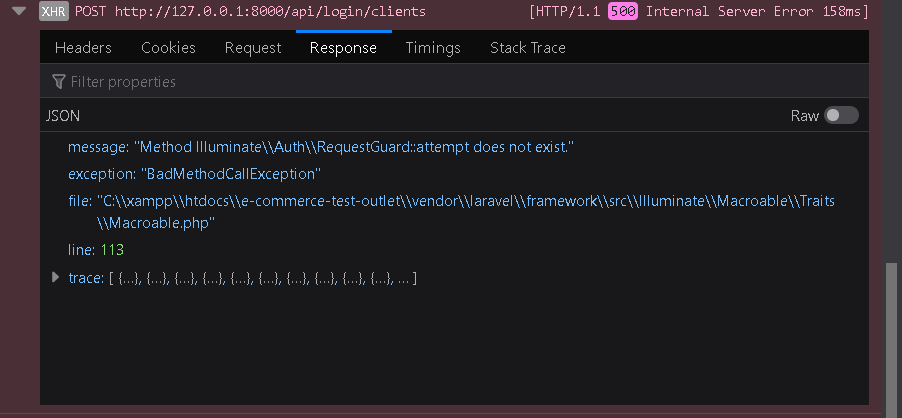 XHR POST http://127.0.0.1:8000/api/login/clients [HTTP/1.1 500 Internal Server Error 158ms]
Headers Cookies Request Response Timings Stack Trace
Filter properties
JSON Raw
message: "Method Illuminate\\Auth\\RequestGuard::attempt does not exist."
exception: "BadMethodCallException"
file: "C:\\xampp\\htdocs\\e-commerce-test-outlet\\vendor\\laravel\\framework\\src\\Illuminate\\Macroable\\Traits
\\Macroable.php"
line: 113
trace: [ {…}, {…}, {…}, {…}, {…}, {…}, {…}, {…}, {…}, {…}, … ]